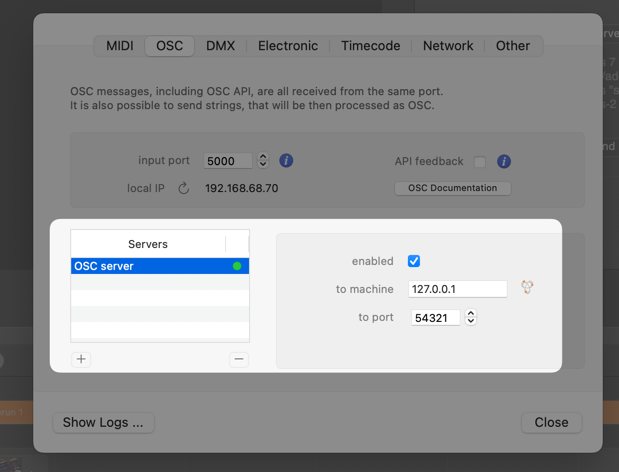 MIDI OSC DMX Electronic Timecode Network Other
OSC messages, including OSC API, are all received from the same port.
It is also possible to send strings, that will be then processed as OSC.
input port 5000 API feedback
local IP 192.168.68.70 OSC Documentation
Servers
OSC server
enabled
to machine 127.0.0.1
to port 54321
+ −
Show Logs ... Close